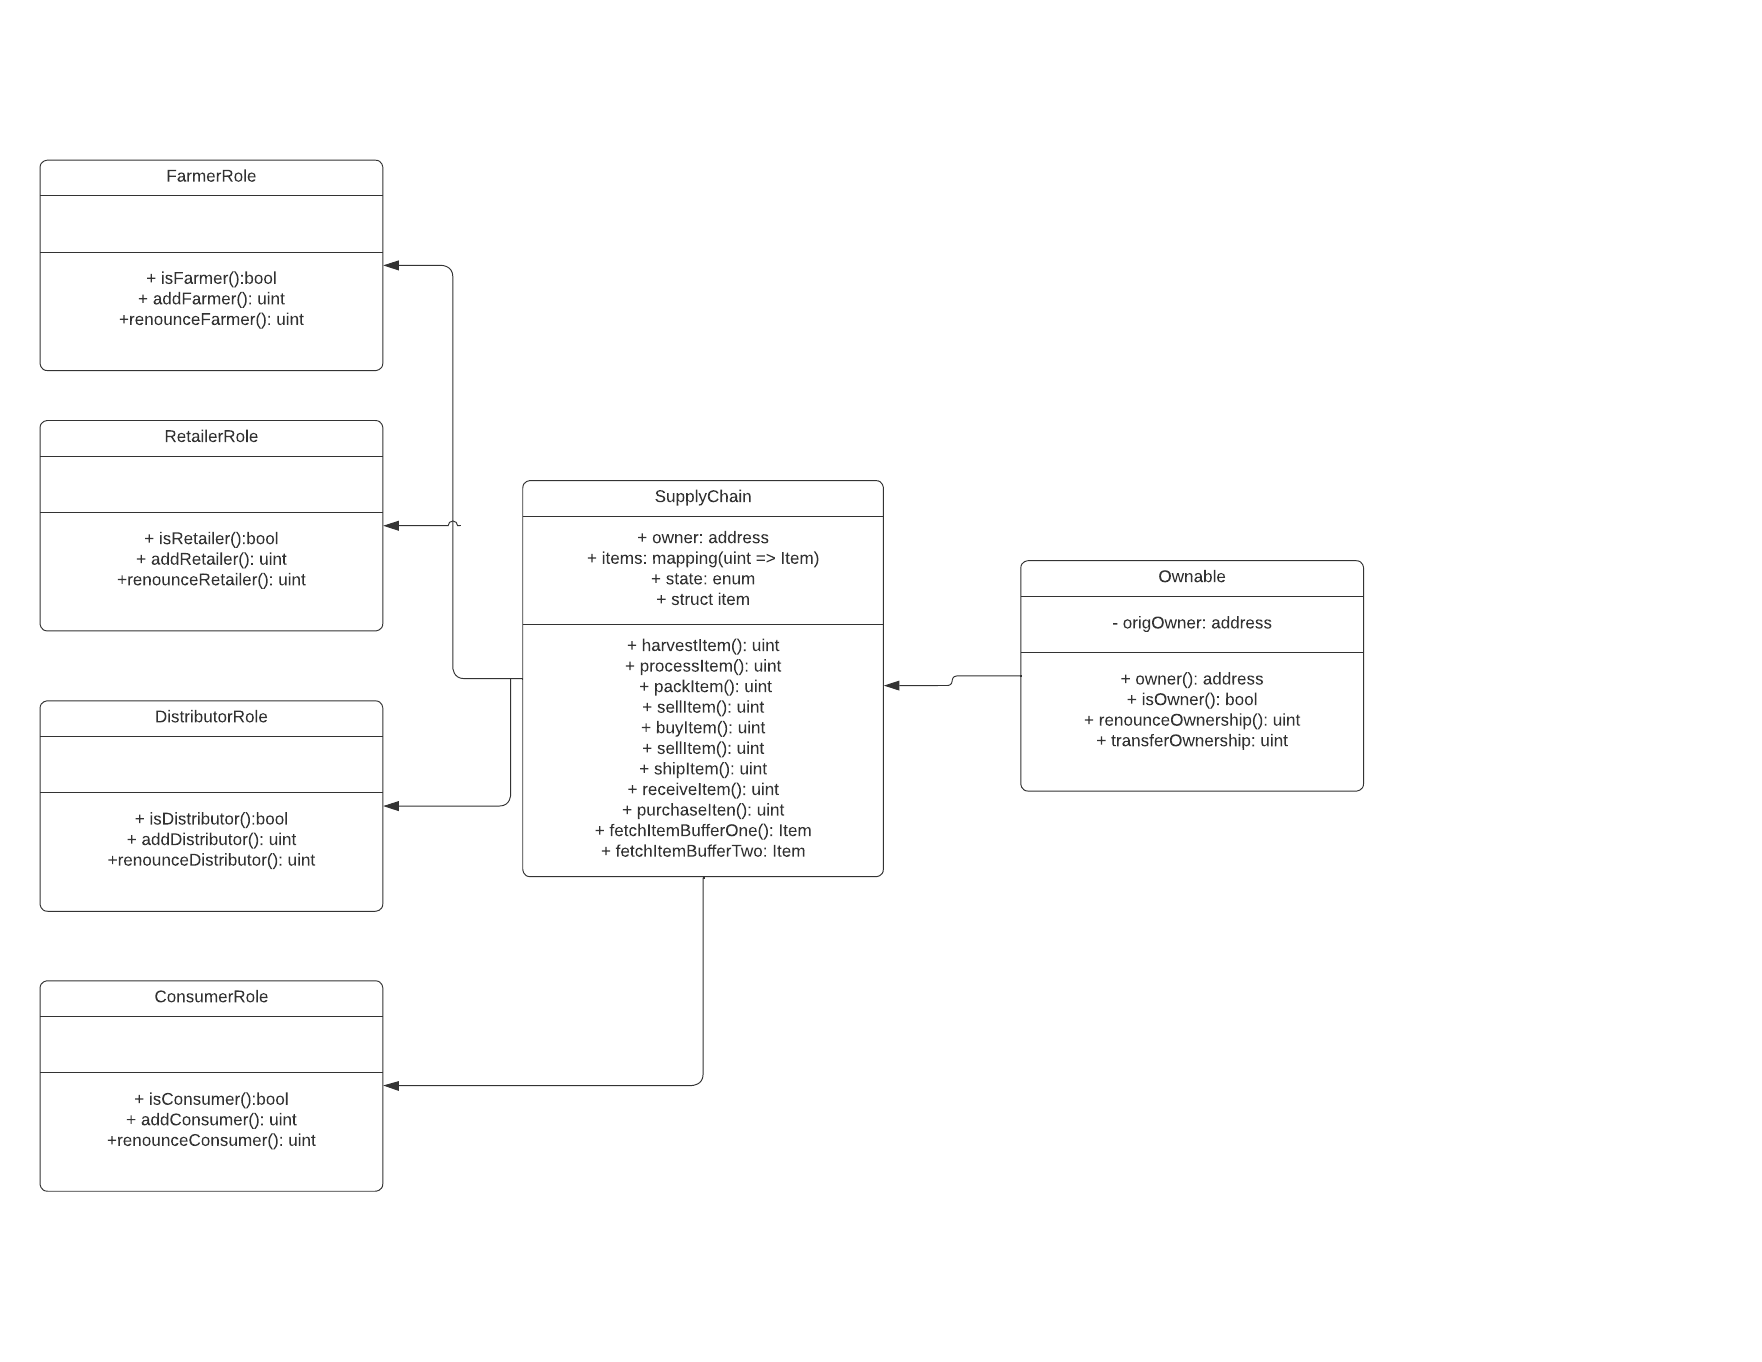 FarmerRole
+ isFarmer():bool
+ addFarmer(): uint
+renounceFarmer(): uint
RetailerRole
+ isRetailer():bool
+ addRetailer(): uint
+renounceRetailer(): uint
DistributorRole
+ isDistributor():bool
+ addDistributor(): uint
+renounceDistributor(): uint
ConsumerRole
+ isConsumer():bool
+ addConsumer(): uint
+renounceConsumer(): uint
SupplyChain
+ owner: address
+ items: mapping(uint => Item)
+ state: enum
+ struct item
+ harvestItem(): uint
+ processItem(): uint
+ packItem(): uint
+ sellItem(): uint
+ buyItem(): uint
+ sellItem(): uint
+ shipItem(): uint
+ receiveItem(): uint
+ purchaseIten(): uint
+ fetchItemBufferOne(): Item
+ fetchItemBufferTwo: Item
Ownable
- origOwner: address
+ owner(): address
+ isOwner(): bool
+ renounceOwnership(): uint
+ transferOwnership: uint